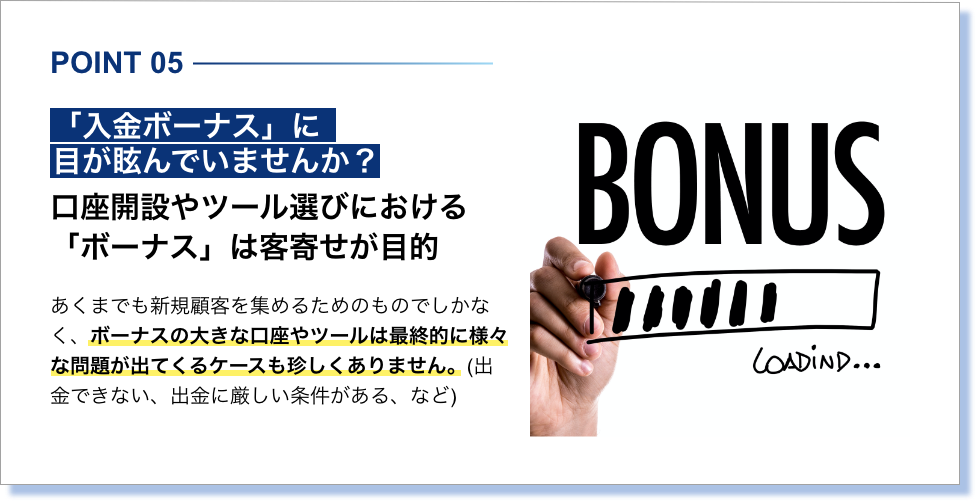 POINT 05
「入金ボーナス」に
目が眩んでいませんか？
口座開設やツール選びにおける
「ボーナス」は客寄せが目的
あくまでも新規顧客を集めるためのものでしかな
く、ボーナスの大きな口座やツールは最終的に様々
な問題が出てくるケースも珍しくありません。(出
金できない、出金に厳しい条件がある、など)
BONUS
LOADIND...